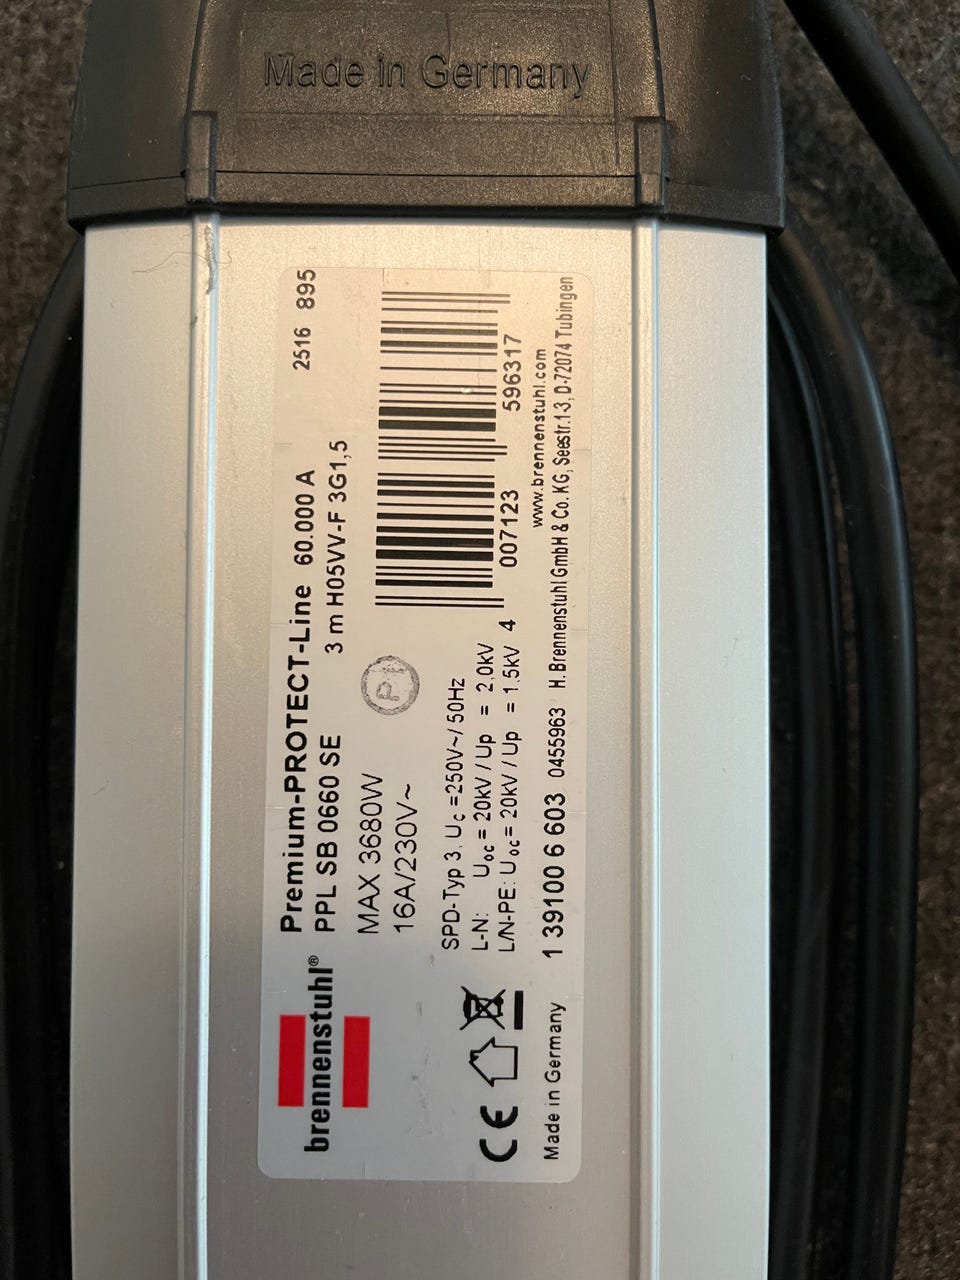 Made in Germany
brennenstuhl®
Premium-PROTECT-Line 60.000 A
2516 895
PPL SB 0660 SE
3 m H05VV-F 3G1,5
MAX 3680W
16A/230V~
SPD-Typ 3, Uc =250V~/ 50Hz
L-N: Uoc = 20kV / Up = 2,0kV
L/N-PE: Uoc = 20kV / Up = 1.5kV
4 007123 596317
www.brennenstuhl.com
CE
Made in Germany
1 39100 6 603 0455963 H. Brennenstuhl GmbH & Co. KG, Seestr.1-3, D-72074 Tubingen